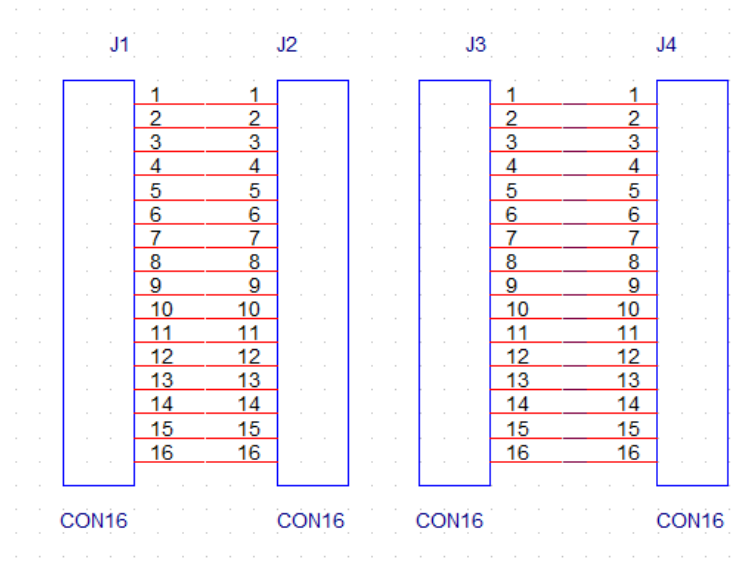 J1 J2 J3 J4
1 1 1 1
2 2 2 2
3 3 3 3
4 4 4 4
5 5 5 5
6 6 6 6
7 7 7 7
8 8 8 8
9 9 9 9
10 10 10 10
11 11 11 11
12 12 12 12
13 13 13 13
14 14 14 14
15 15 15 15
16 16 16 16
CON16 CON16 CON16 CON16